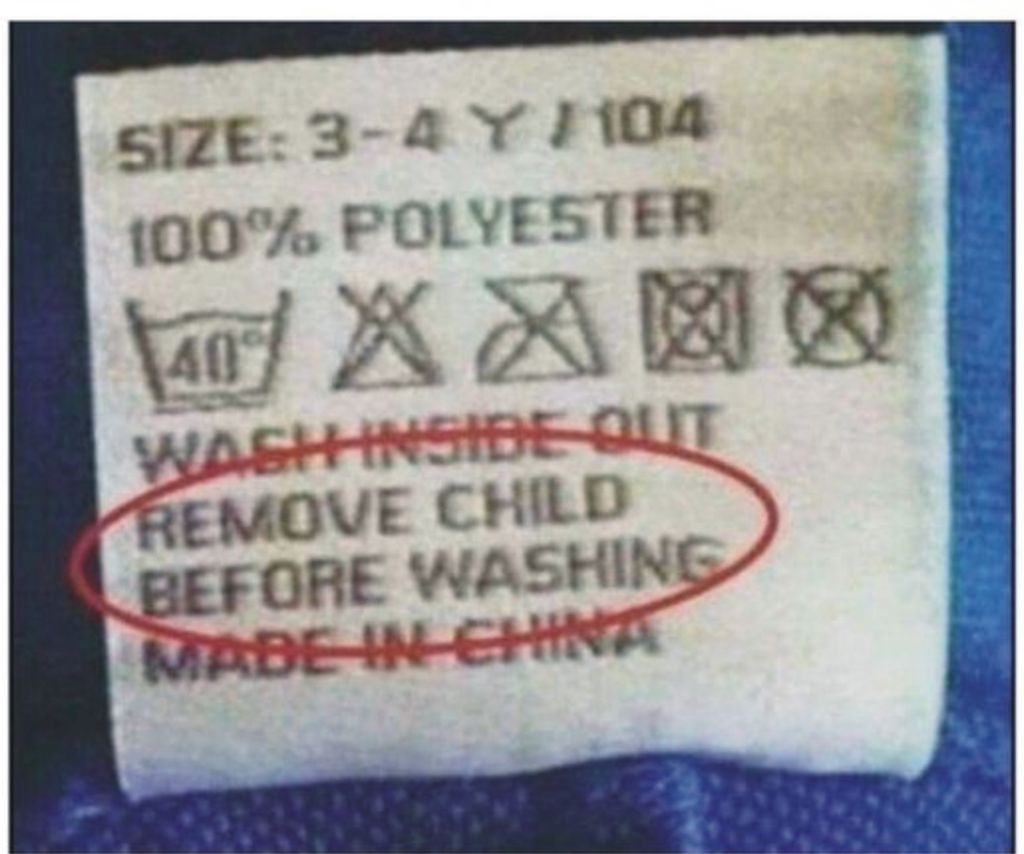 SIZE: 3-4 Y / 104
100% POLYESTER
40°
WASH INSIDE OUT
REMOVE CHILD
BEFORE WASHING
MADE IN CHINA